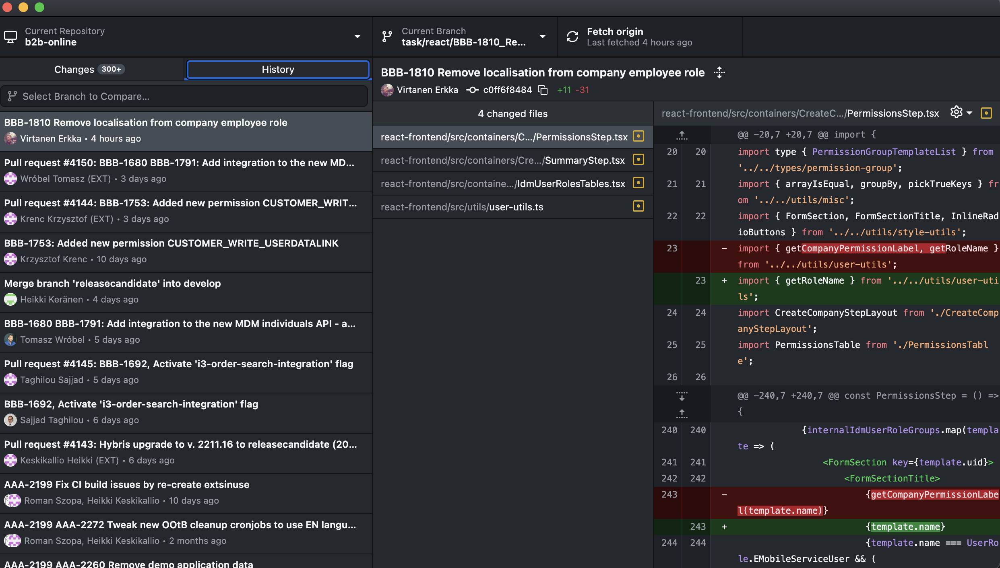 Current Repository
b2b-online
Current Branch
task/react/BBB-1810_Re...
Fetch origin
Last fetched 4 hours ago
Changes 300+
History
Select Branch to Compare...
BBB-1810 Remove localisation from company employee role
Virtanen Erkka • 4 hours ago
Pull request #4150: BBB-1680 BBB-1791: Add integration to the new MD...
Wróbel Tomasz (EXT) • 3 days ago
Pull request #4144: BBB-1753: Added new permission CUSTOMER_WRIT...
Krenc Krzysztof (EXT) • 3 days ago
BBB-1753: Added new permission CUSTOMER_WRITE_USERDATALINK
Krzysztof Krenc • 10 days ago
Merge branch 'releasecandidate' into develop
Heikki Keränen • 4 days ago
BBB-1680 BBB-1791: Add integration to the new MDM individuals API - a...
Tomasz Wróbel • 5 days ago
Pull request #4145: BBB-1692, Activate 'i3-order-search-integration' flag
Taghilou Sajjad • 5 days ago
BBB-1692, Activate 'i3-order-search-integration' flag
Sajjad Taghilou • 6 days ago
Pull request #4143: Hybris upgrade to v. 2211.16 to releasecandidate (20...
Keskikallio Heikki (EXT) • 6 days ago
AAA-2199 Fix CI build issues by re-create extsinuse
Roman Szopa, Heikki Keskikallio • 10 days ago
AAA-2199 AAA-2272 Tweak new OOtB cleanup cronjobs to use EN langu...
Roman Szopa, Heikki Keskikallio • 2 months ago
AAA-2199 AAA-2260 Remove demo application data
BBB-1810 Remove localisation from company employee role
Virtanen Erkka c0ff6f8484 +11 -31
4 changed files
react-frontend/src/containers/C.../PermissionsStep.tsx
react-frontend/src/containers/Cre.../SummaryStep.tsx
react-frontend/src/containe.../IdmUserRolesTables.tsx
react-frontend/src/utils/user-utils.ts
react-frontend/src/containers/CreateC.../PermissionsStep.tsx
@@ -20,7 +20,7 @@ import {
20 20 import type { PermissionGroupTemplateList } from
'../../types/permission-group';
21 21 import { arrayIsEqual, groupBy, pickTrueKeys } fr
om '../../utils/misc';
22 22 import { FormSection, FormSectionTitle, InlineRad
ioButtons } from '../../utils/style-utils';
23 - import { getCompanyPermissionLabel, getRoleName }
from '../../utils/user-utils';
23 + import { getRoleName } from '../../utils/user-uti
ls';
24 24 import CreateCompanyStepLayout from './CreateComp
anyStepLayout';
25 25 import PermissionsTable from './PermissionsTabl
e';
26 26
@@ -240,7 +240,7 @@ const PermissionsStep = () =>
{
240 240 {internalIdmUserRoleGroups.map(templa
te => (
241 241 <FormSection key={template.uid}>
242 242 <FormSectionTitle>
243 - {getCompanyPermissionLabe
l(template.name)}
243 + {template.name}
244 244 {template.name === UserRo
le.EMobileServiceUser && (